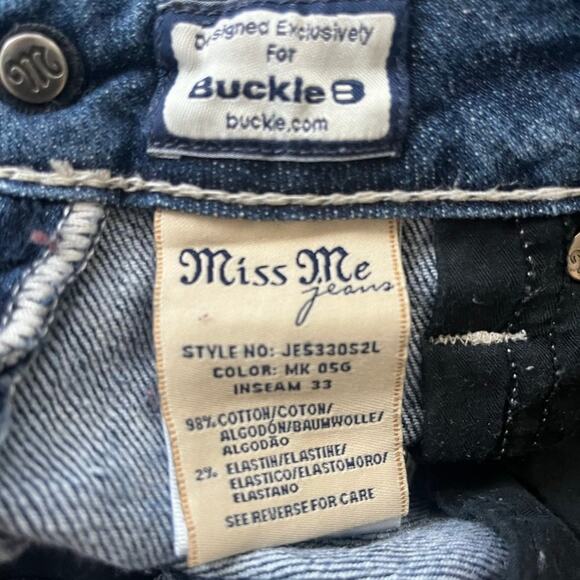 Designed Exclusively
For
Buckle B
buckle.com
M
Miss Me
jeans
STYLE NO: JES330S2L
COLOR: MK 05G
INSEAM 33
98% COTTON/COTON/
ALGODÓN/BAUMWOLLE/
ALGODÃO
2% ELASTIN/ELASTINE/
ELASTICO/ELASTOMORO/
ELASTANO
SEE REVERSE FOR CARE